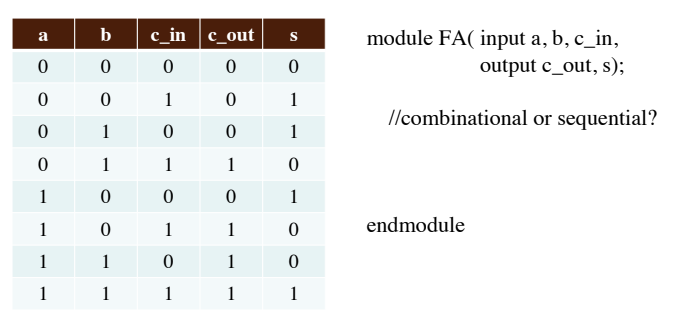 a b c_in c_out s
0 0 0 0 0
0 0 1 0 1
0 1 0 0 1
0 1 1 1 0
1 0 0 0 1
1 0 1 1 0
1 1 0 1 0
1 1 1 1 1
module FA( input a, b, c_in,
output c_out, s);
//combinational or sequential?
endmodule